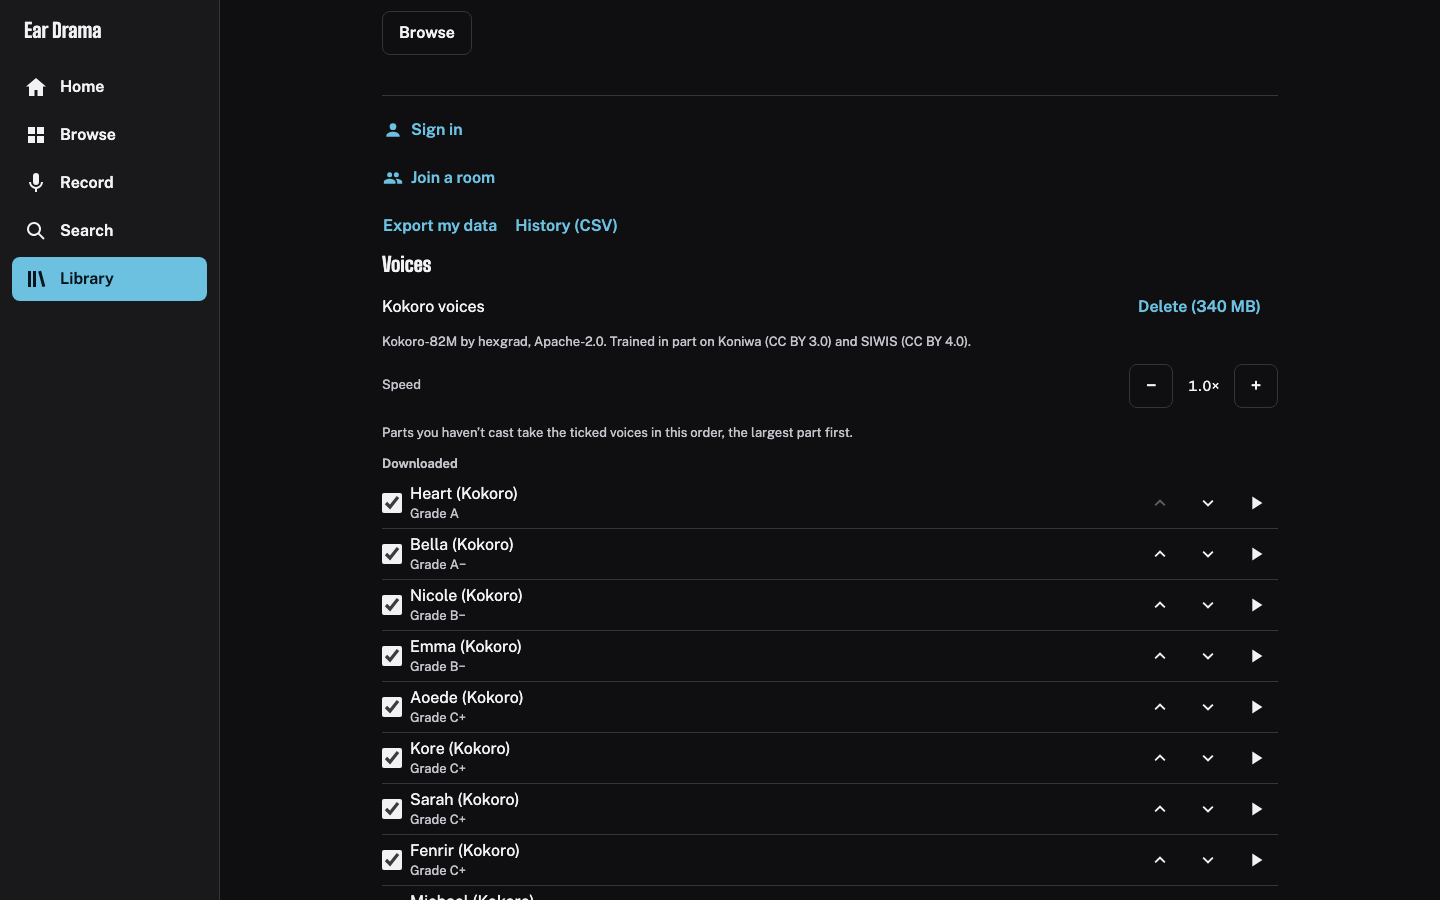 Ear Drama
Home
Browse
Record
Search
Library
Browse
Sign in
Join a room
Export my data History (CSV)
Voices
Kokoro voices
Delete (340 MB)
Kokoro-82M by hexgrad, Apache-2.0. Trained in part on Koniwa (CC BY 3.0) and SIWIS (CC BY 4.0).
Speed
− 1.0× +
Parts you haven’t cast take the ticked voices in this order, the largest part first.
Downloaded
Heart (Kokoro)
Grade A
Bella (Kokoro)
Grade A−
Nicole (Kokoro)
Grade B−
Emma (Kokoro)
Grade B−
Aoede (Kokoro)
Grade C+
Kore (Kokoro)
Grade C+
Sarah (Kokoro)
Grade C+
Fenrir (Kokoro)
Grade C+
Michael (Kokoro)